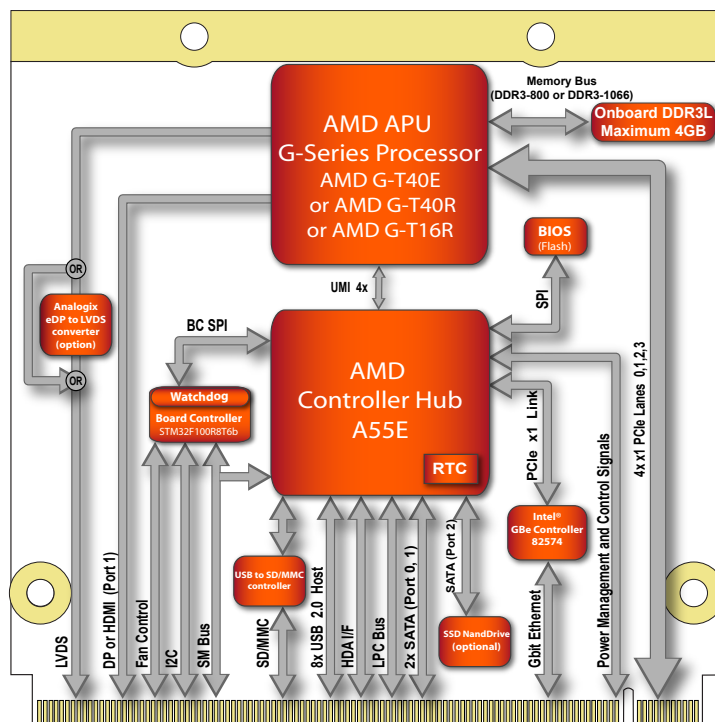 Memory Bus
(DDR3-800 or DDR3-1066)
Onboard DDR3L
Maximum 4GB
AMD APU
G-Series Processor
AMD G-T40E
or AMD G-T40R
or AMD G-T16R
BIOS
(Flash)
OR
UMI 4x
SPI
Analogix
eDP to LVDS
converter
(option)
BC SPI
OR
AMD
Controller Hub
A55E
Watchdog
Board Controller
STM32F100R8T6b
RTC
PCIe x1 Link
4x x1 PCIe Lanes 0,1,2,3
Intel®
GBe Controller
82574
USB to SD/MMC
controller
SATA (Port 2)
SSD NandDrive
(optional)
LVDS
DP or HDMI (Port 1)
Fan Control
I2C
SM Bus
SD/MMC
8x USB 2.0 Host
HDA I/F
LPC Bus
2x SATA (Port 0, 1)
Gbit Ethernet
Power Management and Control Signals